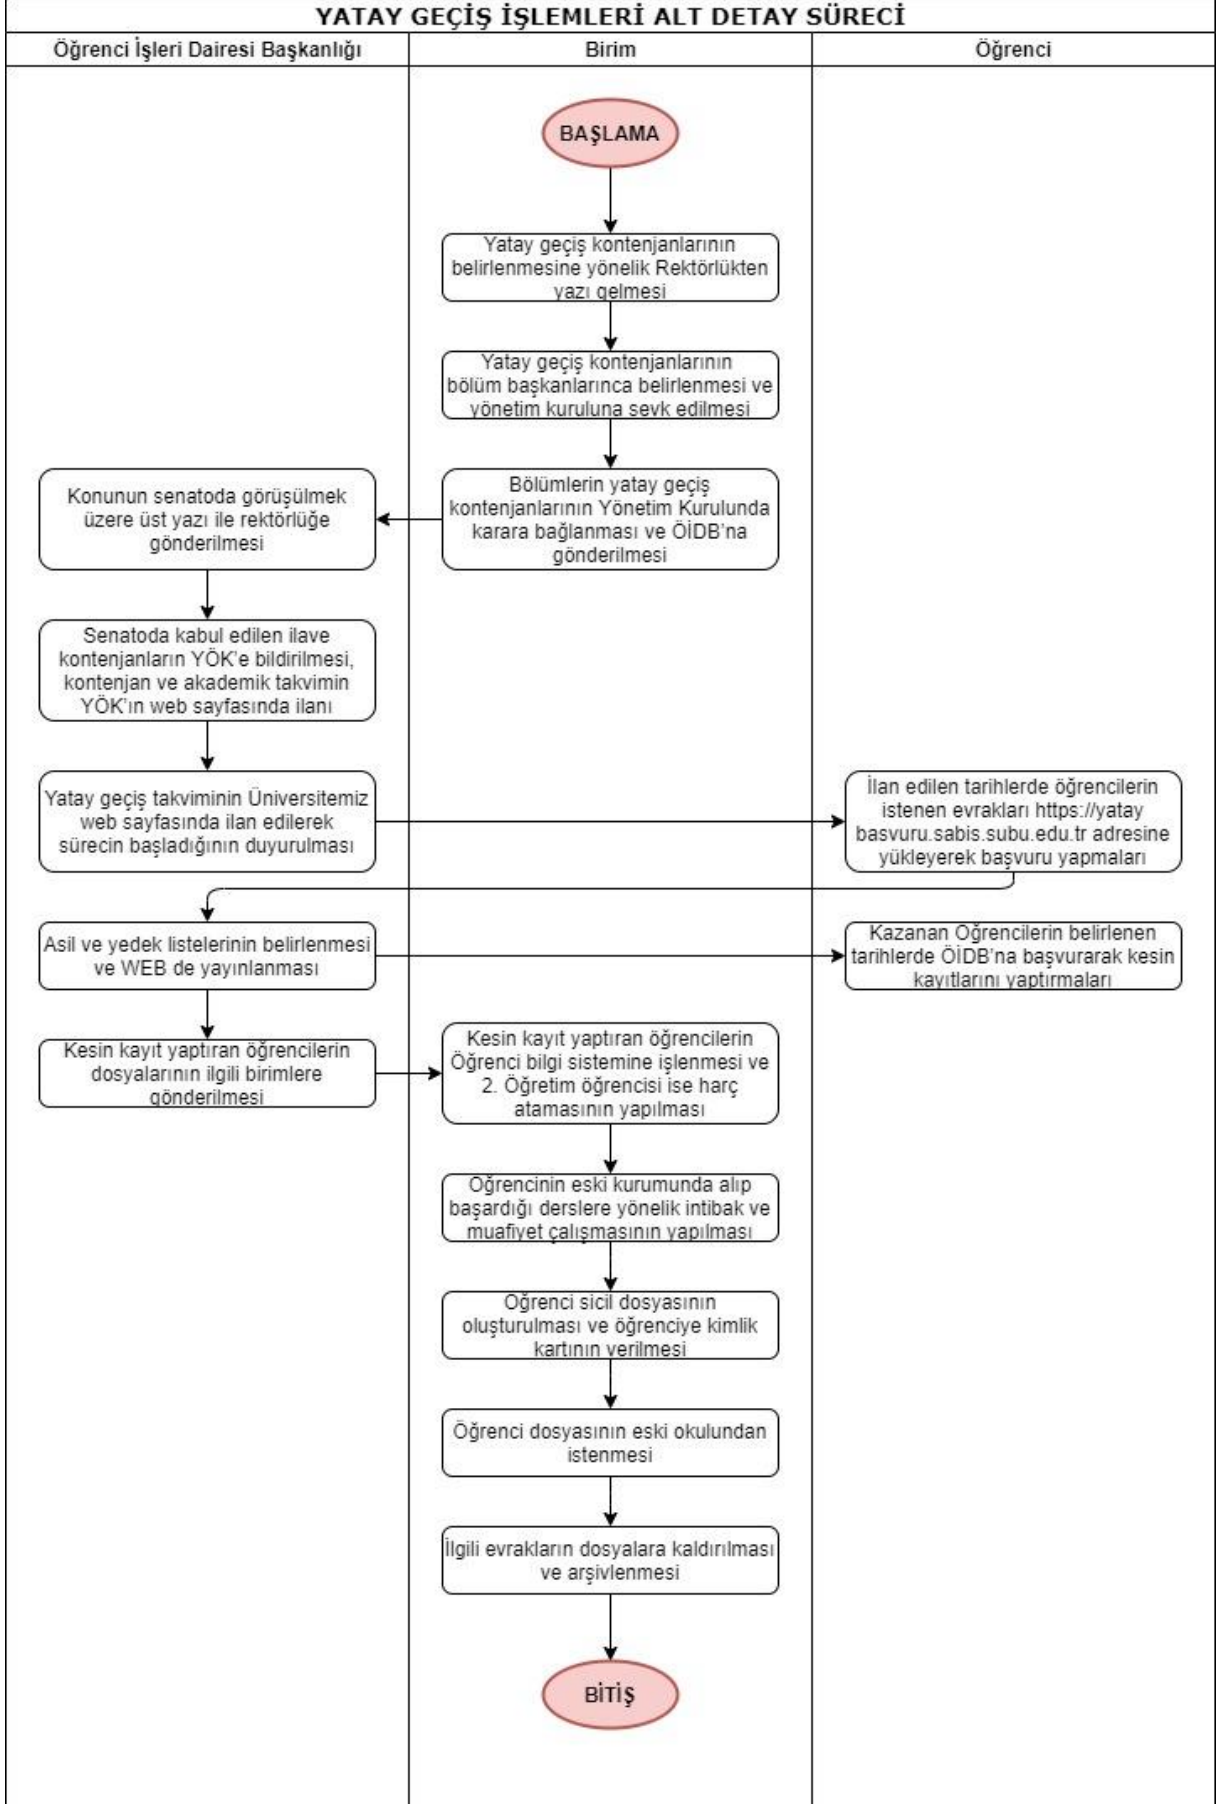 YATAY GEÇİŞ İŞLEMLERİ ALT DETAY SÜRECİ
Öğrenci İşleri Dairesi Başkanlığı
Birim
Öğrenci
BAŞLAMA
Yatay geçiş kontenjanlarının
belirlenmesine yönelik Rektörlükten
yazı gelmesi
Yatay geçiş kontenjanlarının
bölüm başkanlarınca belirlenmesi ve
yönetim kuruluna sevk edilmesi
Bölümlerin yatay geçiş
kontenjanlarının Yönetim Kurulunda
karara bağlanması ve ÖİDB'na
gönderilmesi
Konunun senatoda görüşülmek
üzere üst yazı ile rektörlüğe
gönderilmesi
Senatoda kabul edilen ilave
kontenjanların YÖK'e bildirilmesi,
kontenjan ve akademik takvimin
YÖK'ın web sayfasında ilanı
Yatay geçiş takviminin Üniversitemiz
web sayfasında ilan edilerek
sürecin başladığının duyurulması
İlan edilen tarihlerde öğrencilerin
istenen evrakları https://yatay
basvuru.sabis.subu.edu.tr adresine
yükleyerek başvuru yapmaları
Asil ve yedek listelerinin belirlenmesi
ve WEB de yayınlanması
Kazanan Öğrencilerin belirlenen
tarihlerde ÖİDB'na başvurarak kesin
kayıtlarını yaptırmaları
Kesin kayıt yaptıran öğrencilerin
dosyalarının ilgili birimlere
gönderilmesi
Kesin kayıt yaptıran öğrencilerin
Öğrenci bilgi sistemine işlenmesi ve
2. Öğretim öğrencisi ise harç
atamasının yapılması
Öğrencinin eski kurumunda alıp
başardığı derslere yönelik intibak ve
muafiyet çalışmasının yapılması
Öğrenci sicil dosyasının
oluşturulması ve öğrenciye kimlik
kartının verilmesi
Öğrenci dosyasının eski okulundan
istenmesi
İlgili evrakların dosyalara kaldırılması
ve arşivlenmesi
BİTİŞ